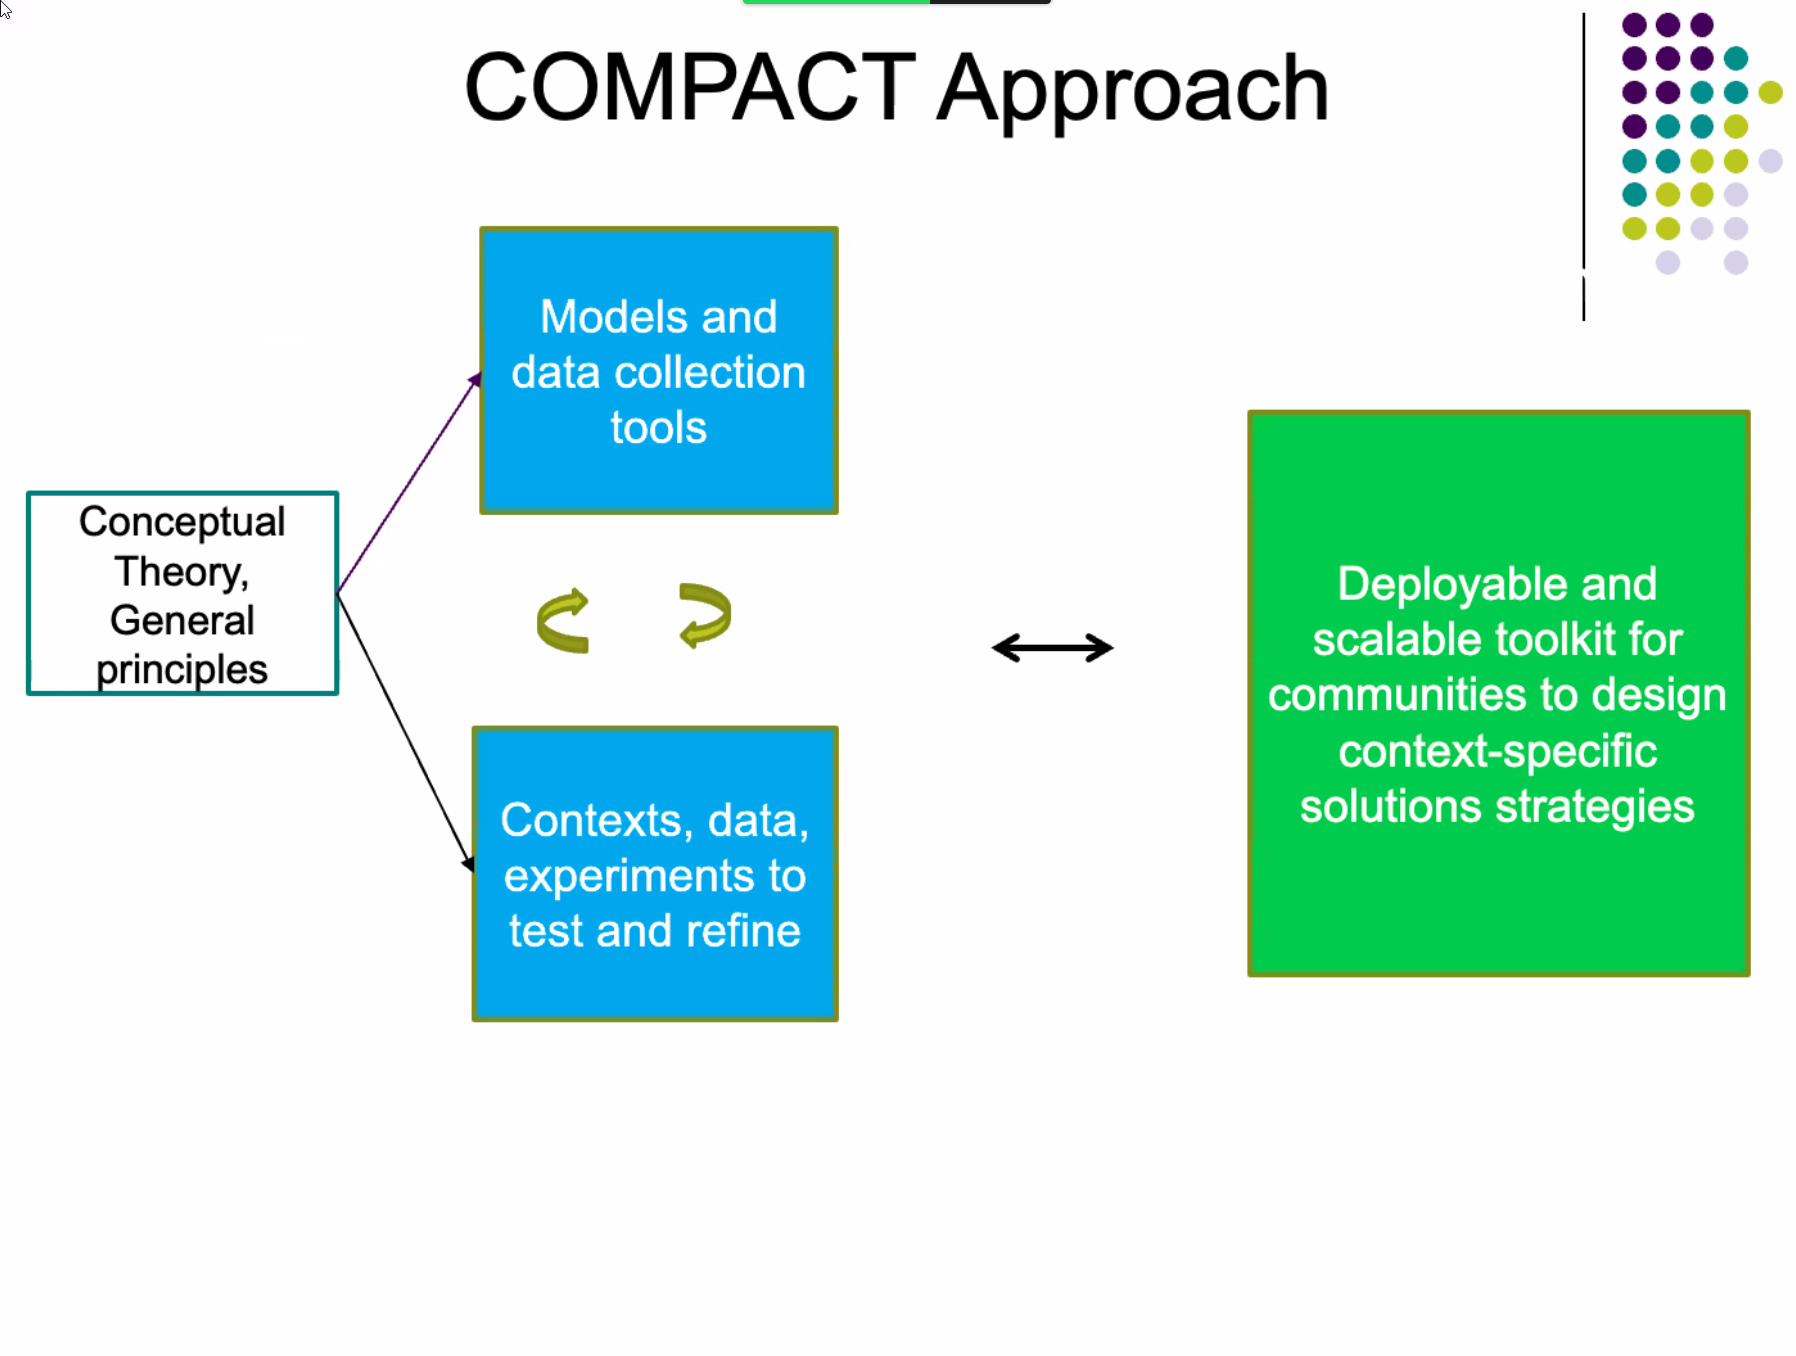 COMPACT Approach
Models and
data collection
tools
Conceptual
Theory,
General
principles
Contexts, data,
experiments to
test and refine
Deployable and
scalable toolkit for
communities to design
context-specific
solutions strategies